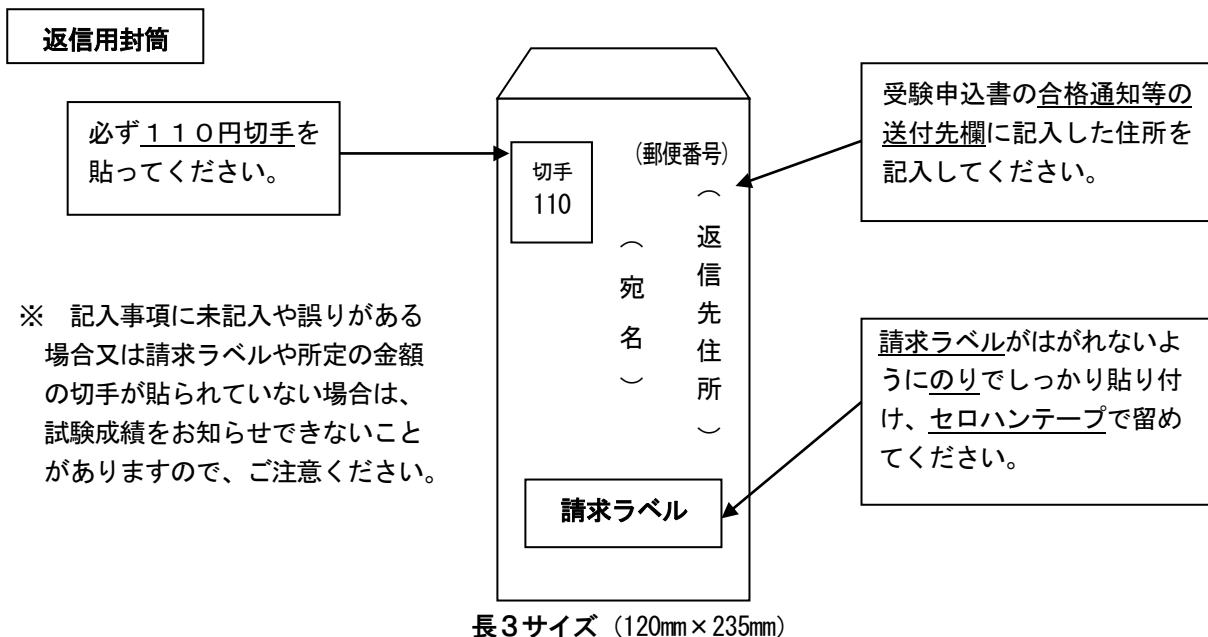 返信用封筒
必ず１１０円切手を
貼ってください。
切手
110
(郵便番号)
（返信先住所）
（宛名）
受験申込書の合格通知等の
送付先欄に記入した住所を
記入してください。
※　記入事項に未記入や誤りがある
場合又は請求ラベルや所定の金額
の切手が貼られていない場合は、
試験成績をお知らせできないこと
がありますので、ご注意ください。
請求ラベルがはがれないよ
うにのりでしっかり貼り付
け、セロハンテープで留め
てください。
請求ラベル
長３サイズ（120㎜×235㎜）